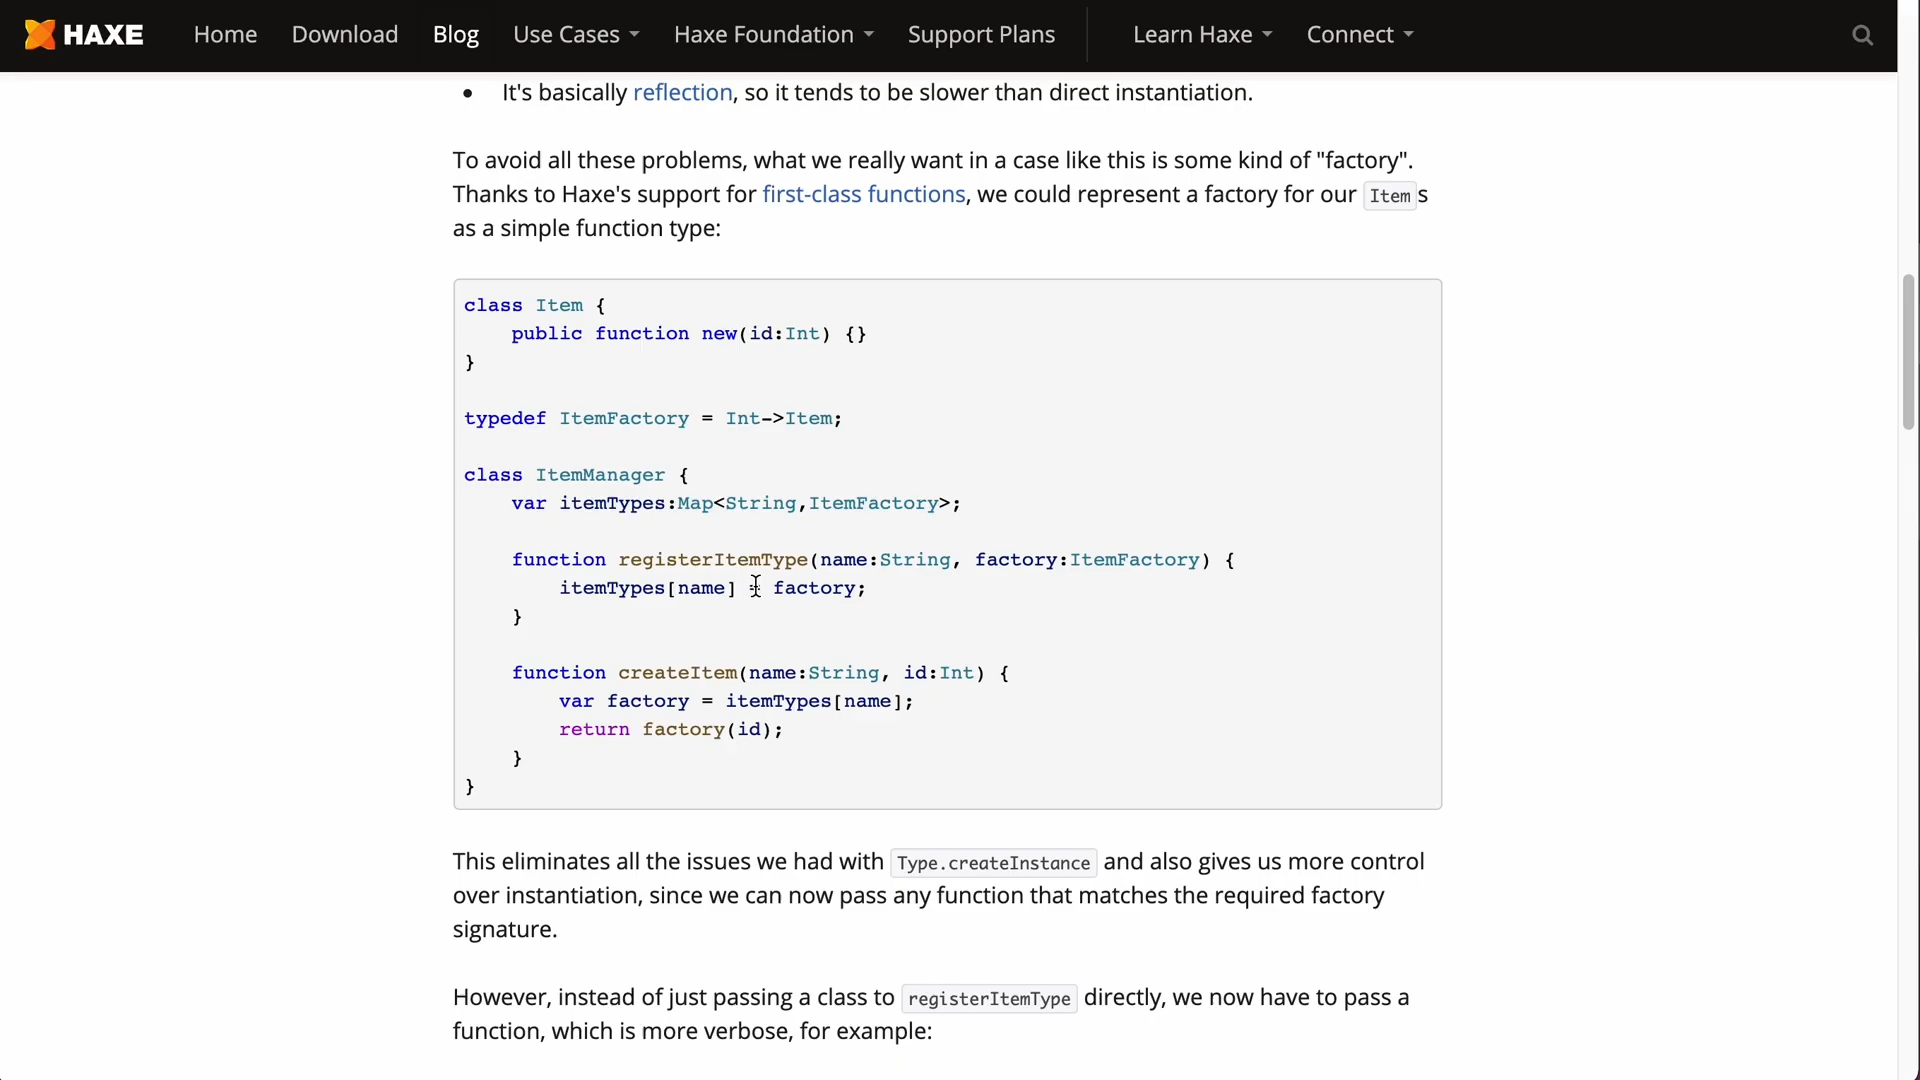 HAXE Home Download Blog Use Cases Haxe Foundation Support Plans Learn Haxe Connect
• It's basically reflection, so it tends to be slower than direct instantiation.
To avoid all these problems, what we really want in a case like this is some kind of "factory".
Thanks to Haxe's support for first-class functions, we could represent a factory for our Items
as a simple function type:
class Item {
    public function new(id:Int) {}
}
typedef ItemFactory = Int->Item;
class ItemManager {
    var itemTypes:Map<String,ItemFactory>;
    function registerItemType(name:String, factory:ItemFactory) {
        itemTypes[name] = factory;
    }
    function createItem(name:String, id:Int) {
        var factory = itemTypes[name];
        return factory(id);
    }
}
This eliminates all the issues we had with Type.createInstance and also gives us more control
over instantiation, since we can now pass any function that matches the required factory
signature.
However, instead of just passing a class to registerItemType directly, we now have to pass a
function, which is more verbose, for example: